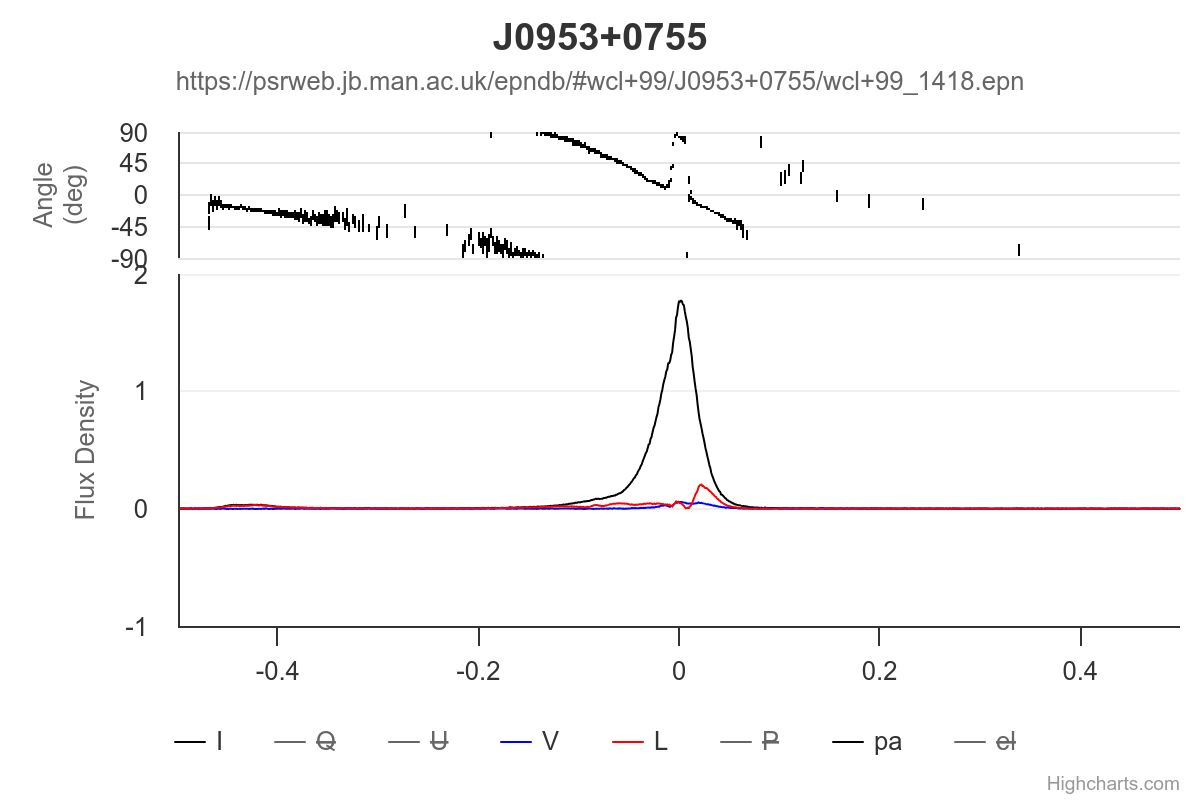 J0953+0755
https://psrweb.jb.man.ac.uk/epndb/#wcl+99/J0953+0755/wcl+99_1418.epn
Angle
(deg)
90
45
0
-45
-90
Flux Density
2
1
0
-1
-0.4 -0.2 0 0.2 0.4
I Q U V L P pa el
Highcharts.com